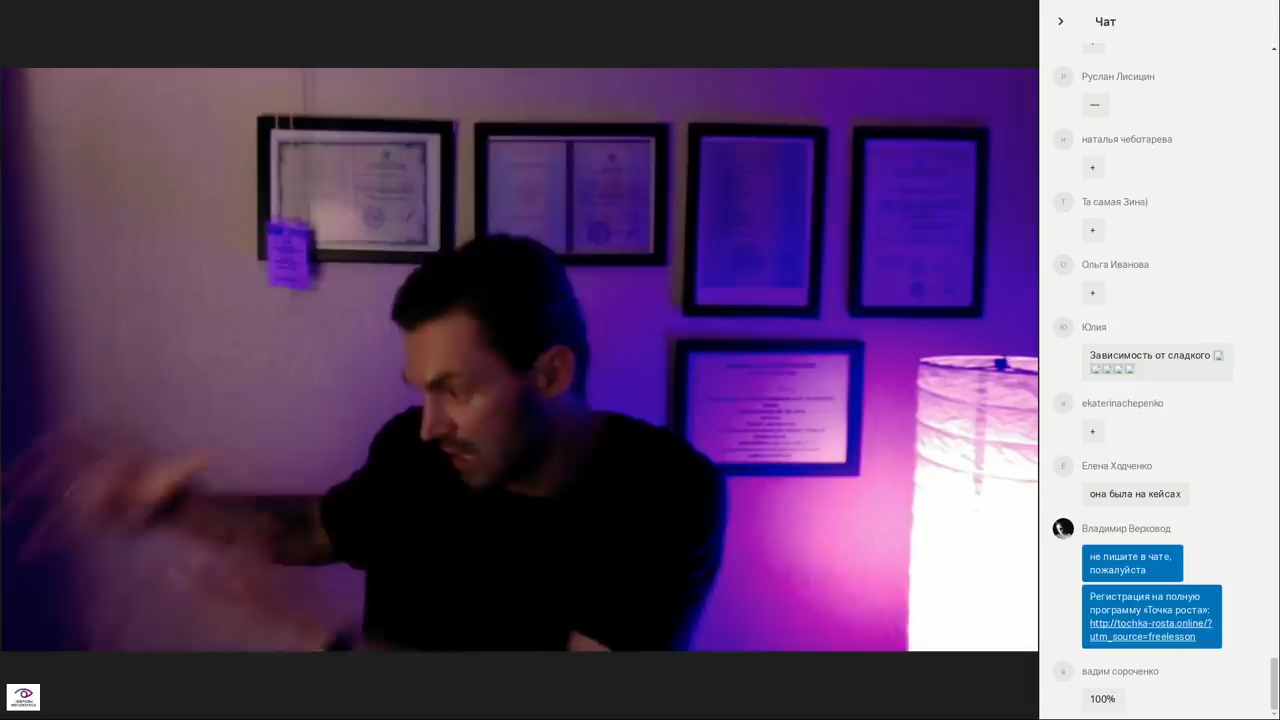 Чат
Руслан Лисицин
—
наталья чеботарева
+
Та самая Зина)
+
Ольга Иванова
+
Юлия
Зависимость от сладкого
ekaterinachepenko
+
Елена Ходченко
она была на кейсах
Владимир Верховод
не пишите в чате,
пожалуйста
Регистрация на полную
программу «Точка роста»:
http://tochka-rosta.online/?
utm_source=freelesson
вадим сороченко
100%